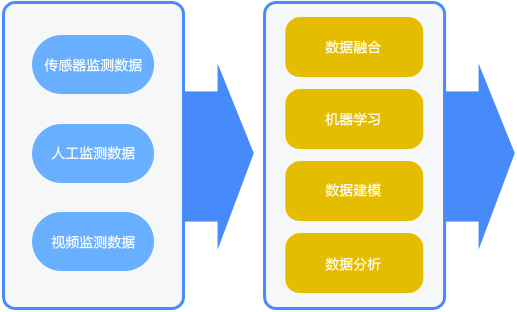 传感器监测数据
人工监测数据
视频监测数据
数据融合
机器学习
数据建模
数据分析